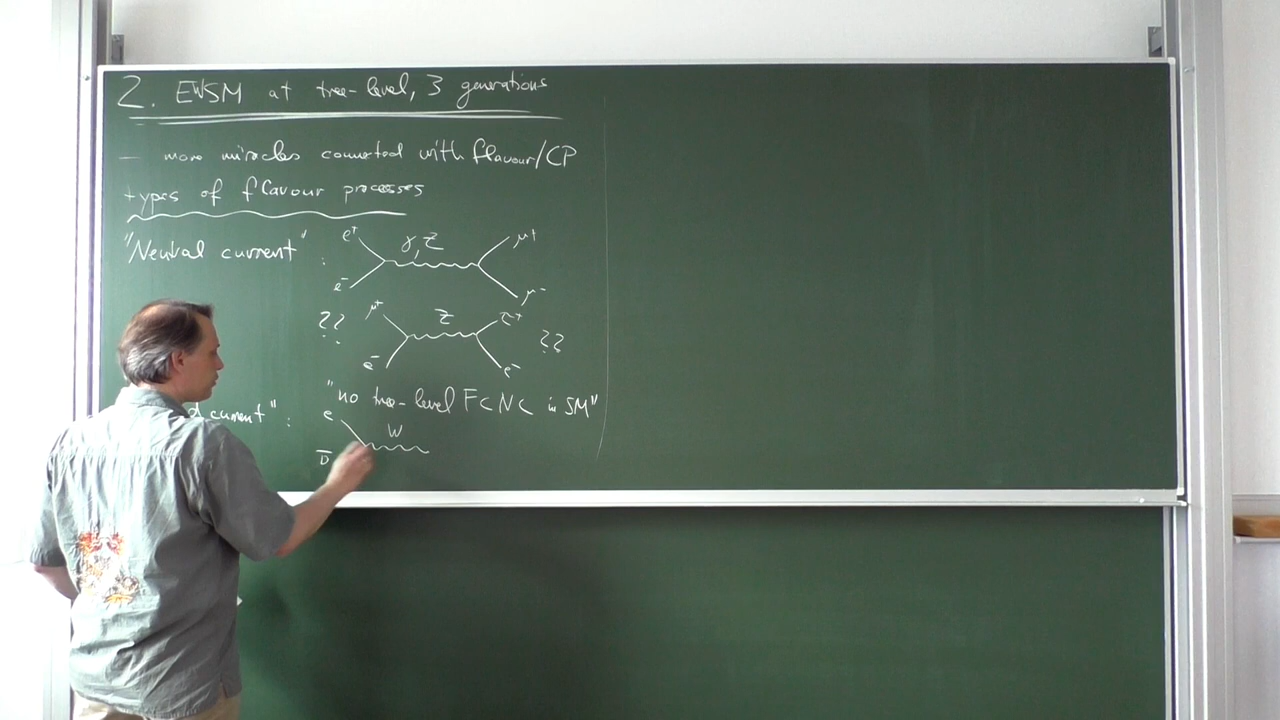 2. EWSM at tree-level, 3 generations
— more miracles connected with flavour/CP
types of flavour processes
"Neutral current" :
e⁺ γ, Z μ⁺
e⁻ μ⁻
?? μ⁺ Z τ⁺ ??
e⁻ e⁻
"no tree-level FCNC in SM"
d current" : e W
ν̄